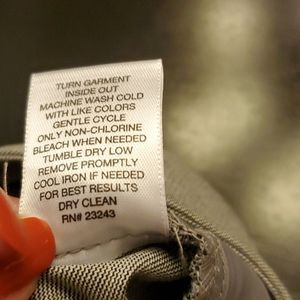 TURN GARMENT
INSIDE OUT
MACHINE WASH COLD
WITH LIKE COLORS
GENTLE CYCLE
ONLY NON-CHLORINE
BLEACH WHEN NEEDED
TUMBLE DRY LOW
REMOVE PROMPTLY
COOL IRON IF NEEDED
FOR BEST RESULTS
DRY CLEAN
RN# 23243